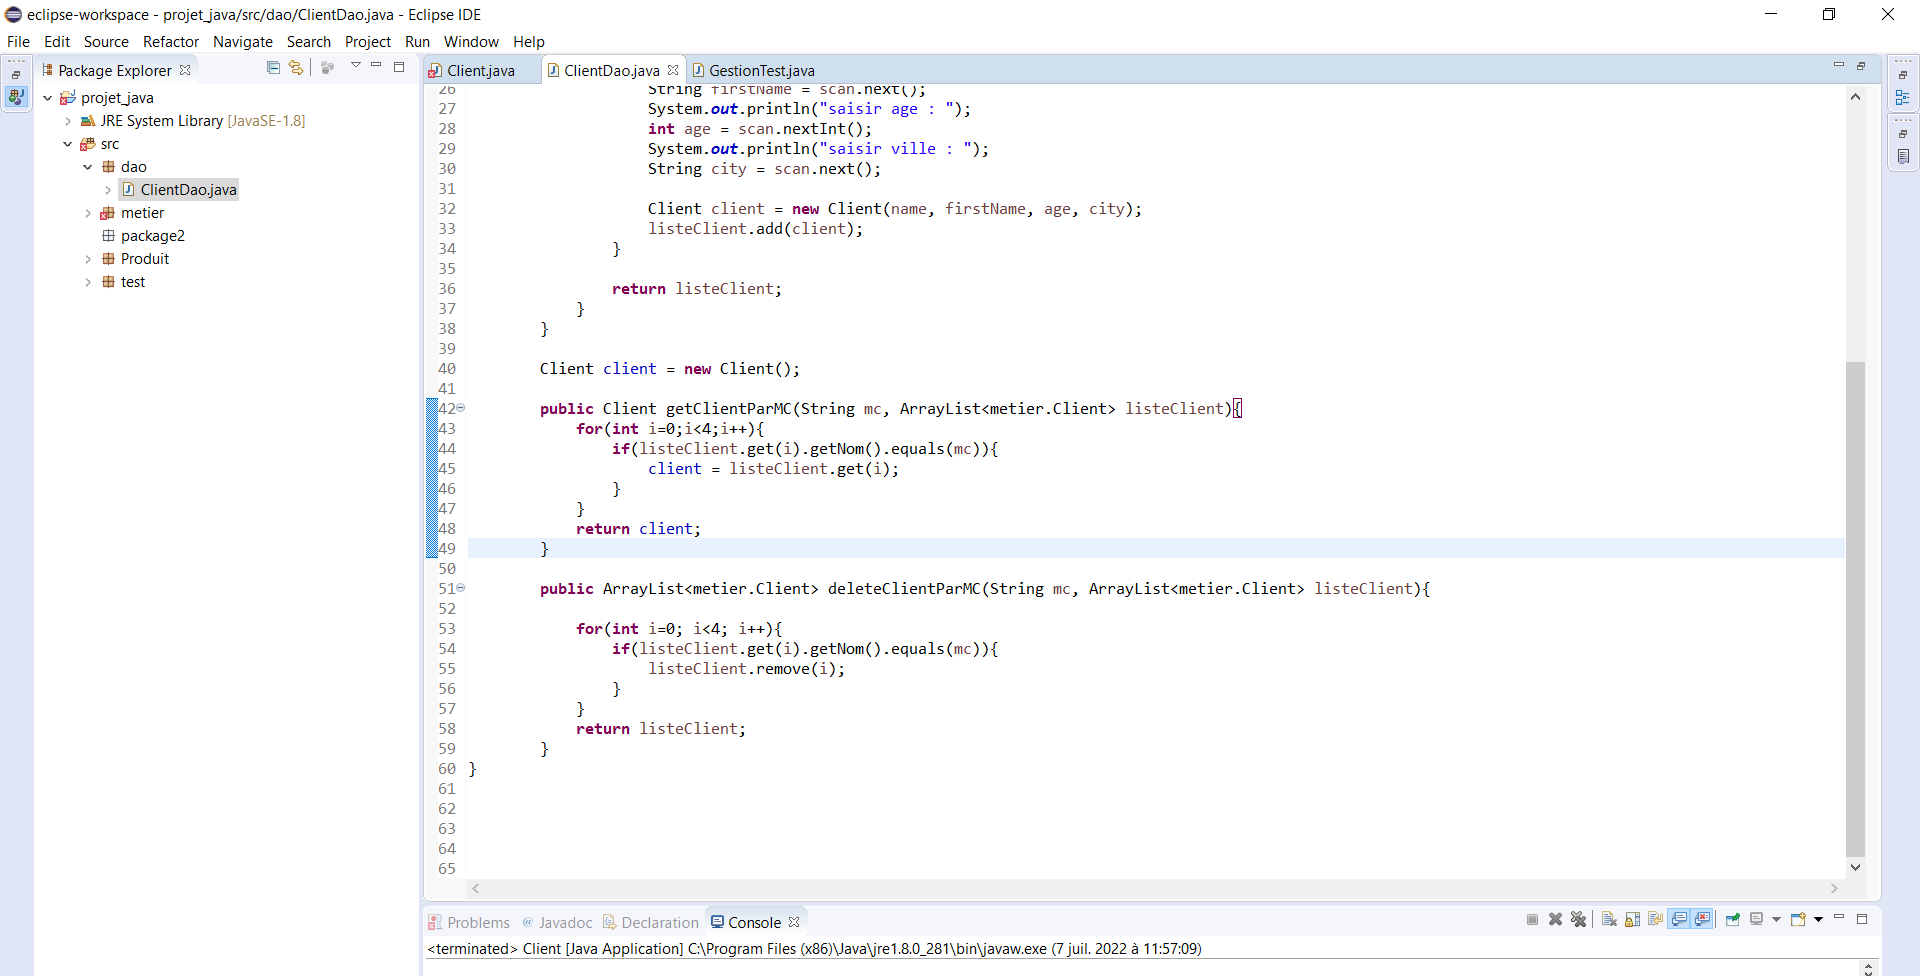 eclipse-workspace - projet_java/src/dao/ClientDao.java - Eclipse IDE
File Edit Source Refactor Navigate Search Project Run Window Help
Package Explorer
projet_java
JRE System Library [JavaSE-1.8]
src
dao
ClientDao.java
metier
package2
Produit
test
Client.java ClientDao.java GestionTest.java
26 String firstName = scan.next();
27 System.out.println("saisir age : ");
28 int age = scan.nextInt();
29 System.out.println("saisir ville : ");
30 String city = scan.next();
31
32 Client client = new Client(name, firstName, age, city);
33 listeClient.add(client);
34 }
35
36 return listeClient;
37 }
38 }
39
40 Client client = new Client();
41
42 public Client getClientParMC(String mc, ArrayList<metier.Client> listeClient){
43 for(int i=0;i<4;i++){
44 if(listeClient.get(i).getNom().equals(mc)){
45 client = listeClient.get(i);
46 }
47 }
48 return client;
49 }
50
51 public ArrayList<metier.Client> deleteClientParMC(String mc, ArrayList<metier.Client> listeClient){
52
53 for(int i=0; i<4; i++){
54 if(listeClient.get(i).getNom().equals(mc)){
55 listeClient.remove(i);
56 }
57 }
58 return listeClient;
59 }
60 }
61
62
63
64
65
Problems @ Javadoc Declaration Console
<terminated> Client [Java Application] C:\Program Files (x86)\Java\jre1.8.0_281\bin\javaw.exe (7 juil. 2022 à 11:57:09)